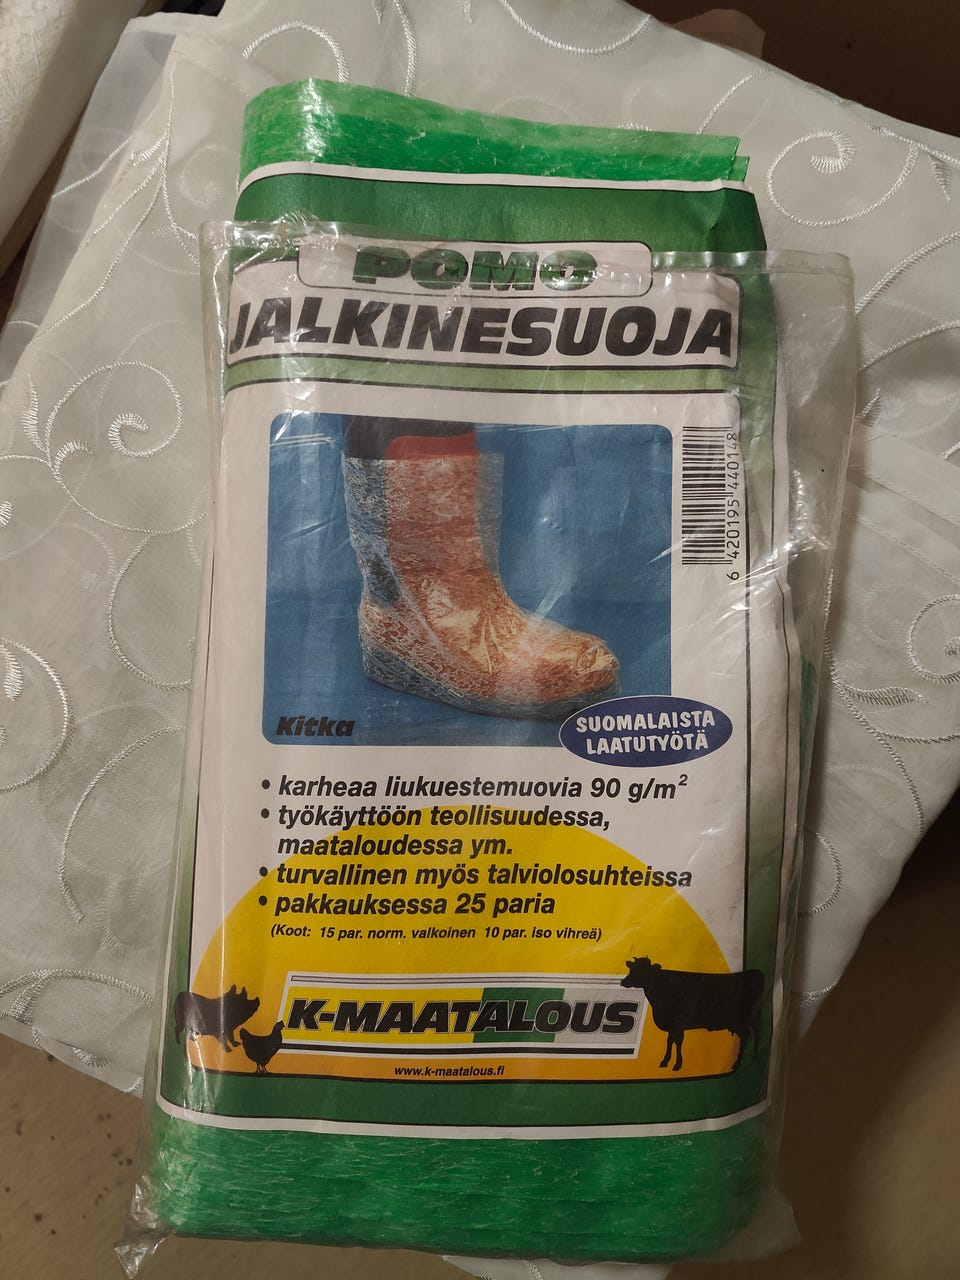 POMO
JALKINESUOJA
6 420195 440148
Kitka
SUOMALAISTA
LAATUTYÖTÄ
• karheaa liukuestemuovia 90 g/m²
• työkäyttöön teollisuudessa,
maataloudessa ym.
• turvallinen myös talviolosuhteissa
• pakkauksessa 25 paria
(Koot: 15 par. norm. valkoinen 10 par. iso vihreä)
K-MAATALOUS
www.k-maatalous.fi